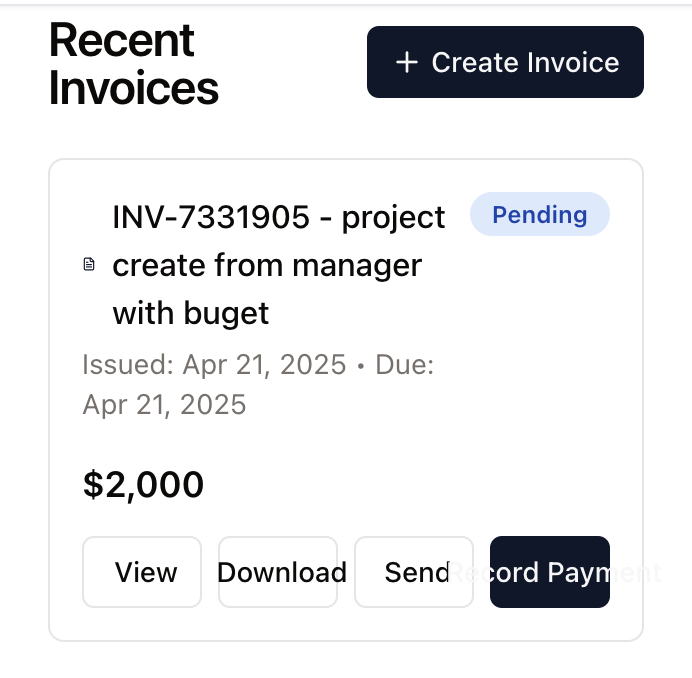 Recent
Invoices
+ Create Invoice
INV-7331905 - project
create from manager
with buget
Pending
Issued: Apr 21, 2025 • Due:
Apr 21, 2025
$2,000
View
Download
Send
Record Payment